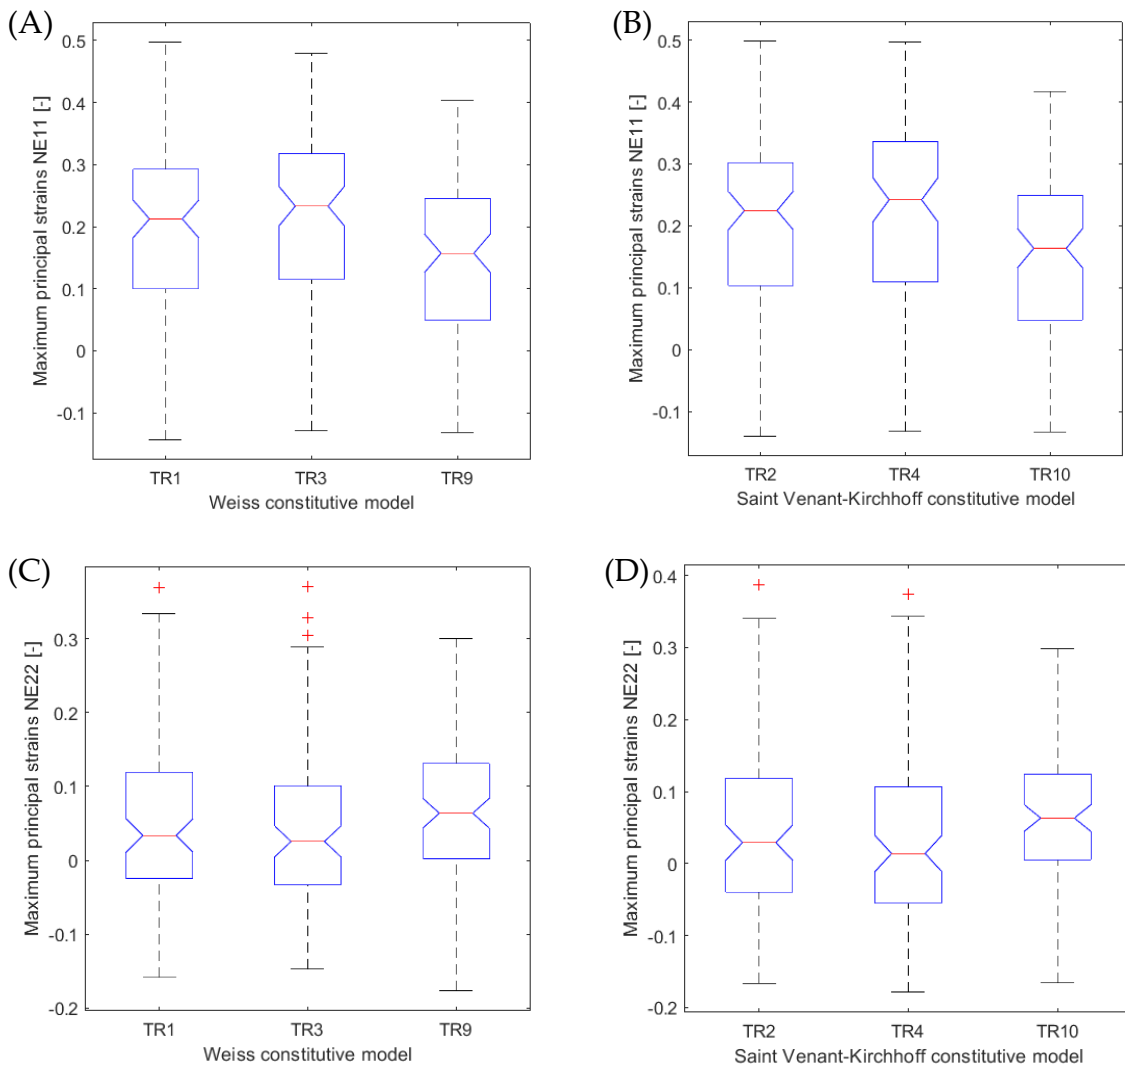 (A)
Maximum principal strains NE11 [-]
0.5
0.4
0.3
0.2
0.1
0
-0.1
TR1
TR3
TR9
Weiss constitutive model
(B)
Maximum principal strains NE11 [-]
0.5
0.4
0.3
0.2
0.1
0
-0.1
TR2
TR4
TR10
Saint Venant-Kirchhoff constitutive model
(C)
Maximum principal strains NE22 [-]
0.3
0.2
0.1
0
-0.1
-0.2
TR1
TR3
TR9
Weiss constitutive model
(D)
Maximum principal strains NE22 [-]
0.4
0.3
0.2
0.1
0
-0.1
-0.2
TR2
TR4
TR10
Saint Venant-Kirchhoff constitutive model